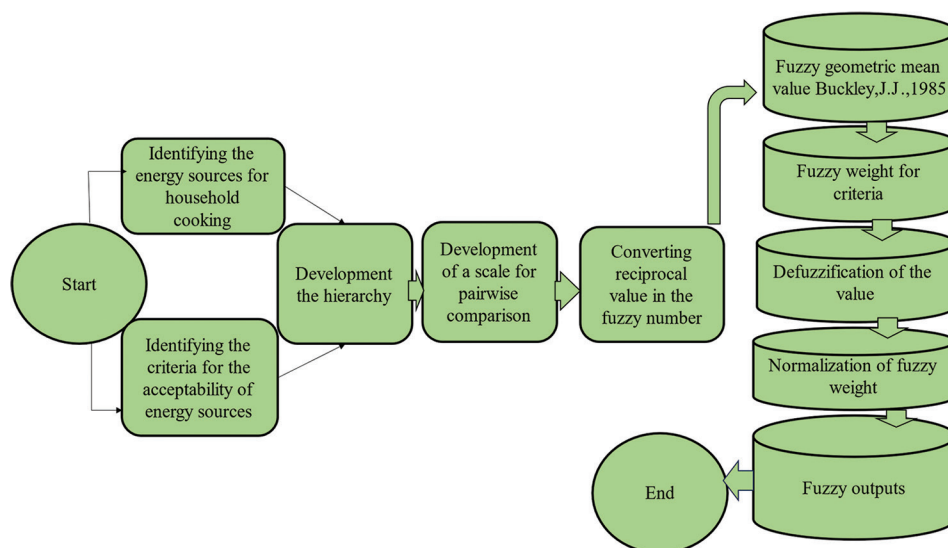 Start
Identifying the
energy sources for
household
cooking
Identifying the
criteria for the
acceptability of
energy sources
Development
the hierarchy
Development
of a scale for
pairwise
comparison
Converting
reciprocal
value in the
fuzzy number
Fuzzy geometric mean
value Buckley,J.J.,1985
Fuzzy weight for
criteria
Defuzzification of the
value
Normalization of fuzzy
weight
Fuzzy outputs
End